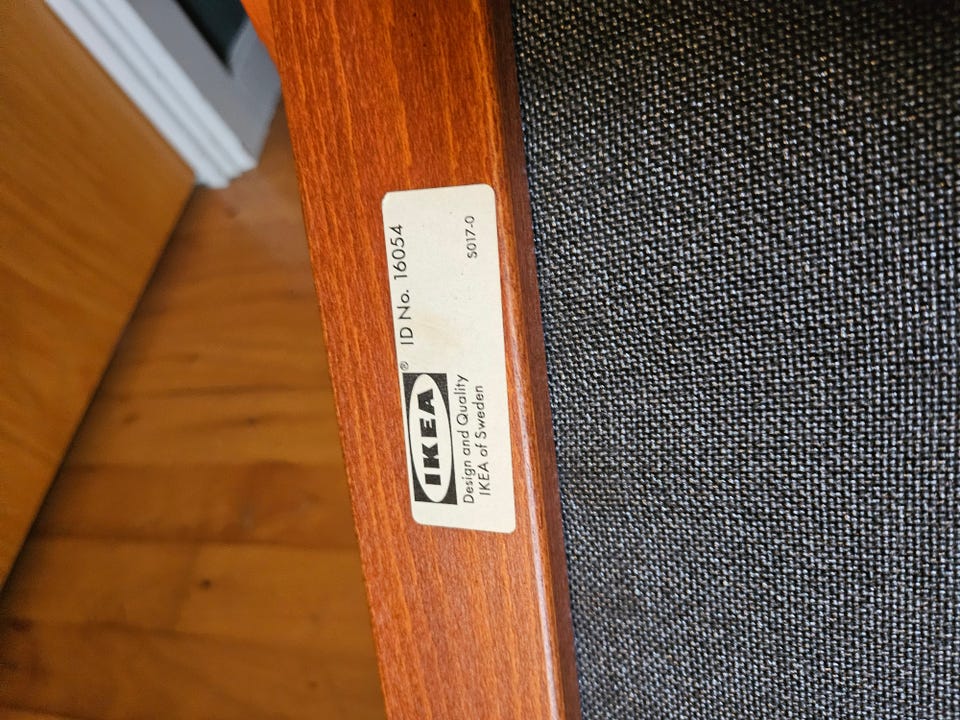 IKEA® ID No. 16054
Design and Quality
IKEA of Sweden
S017-0